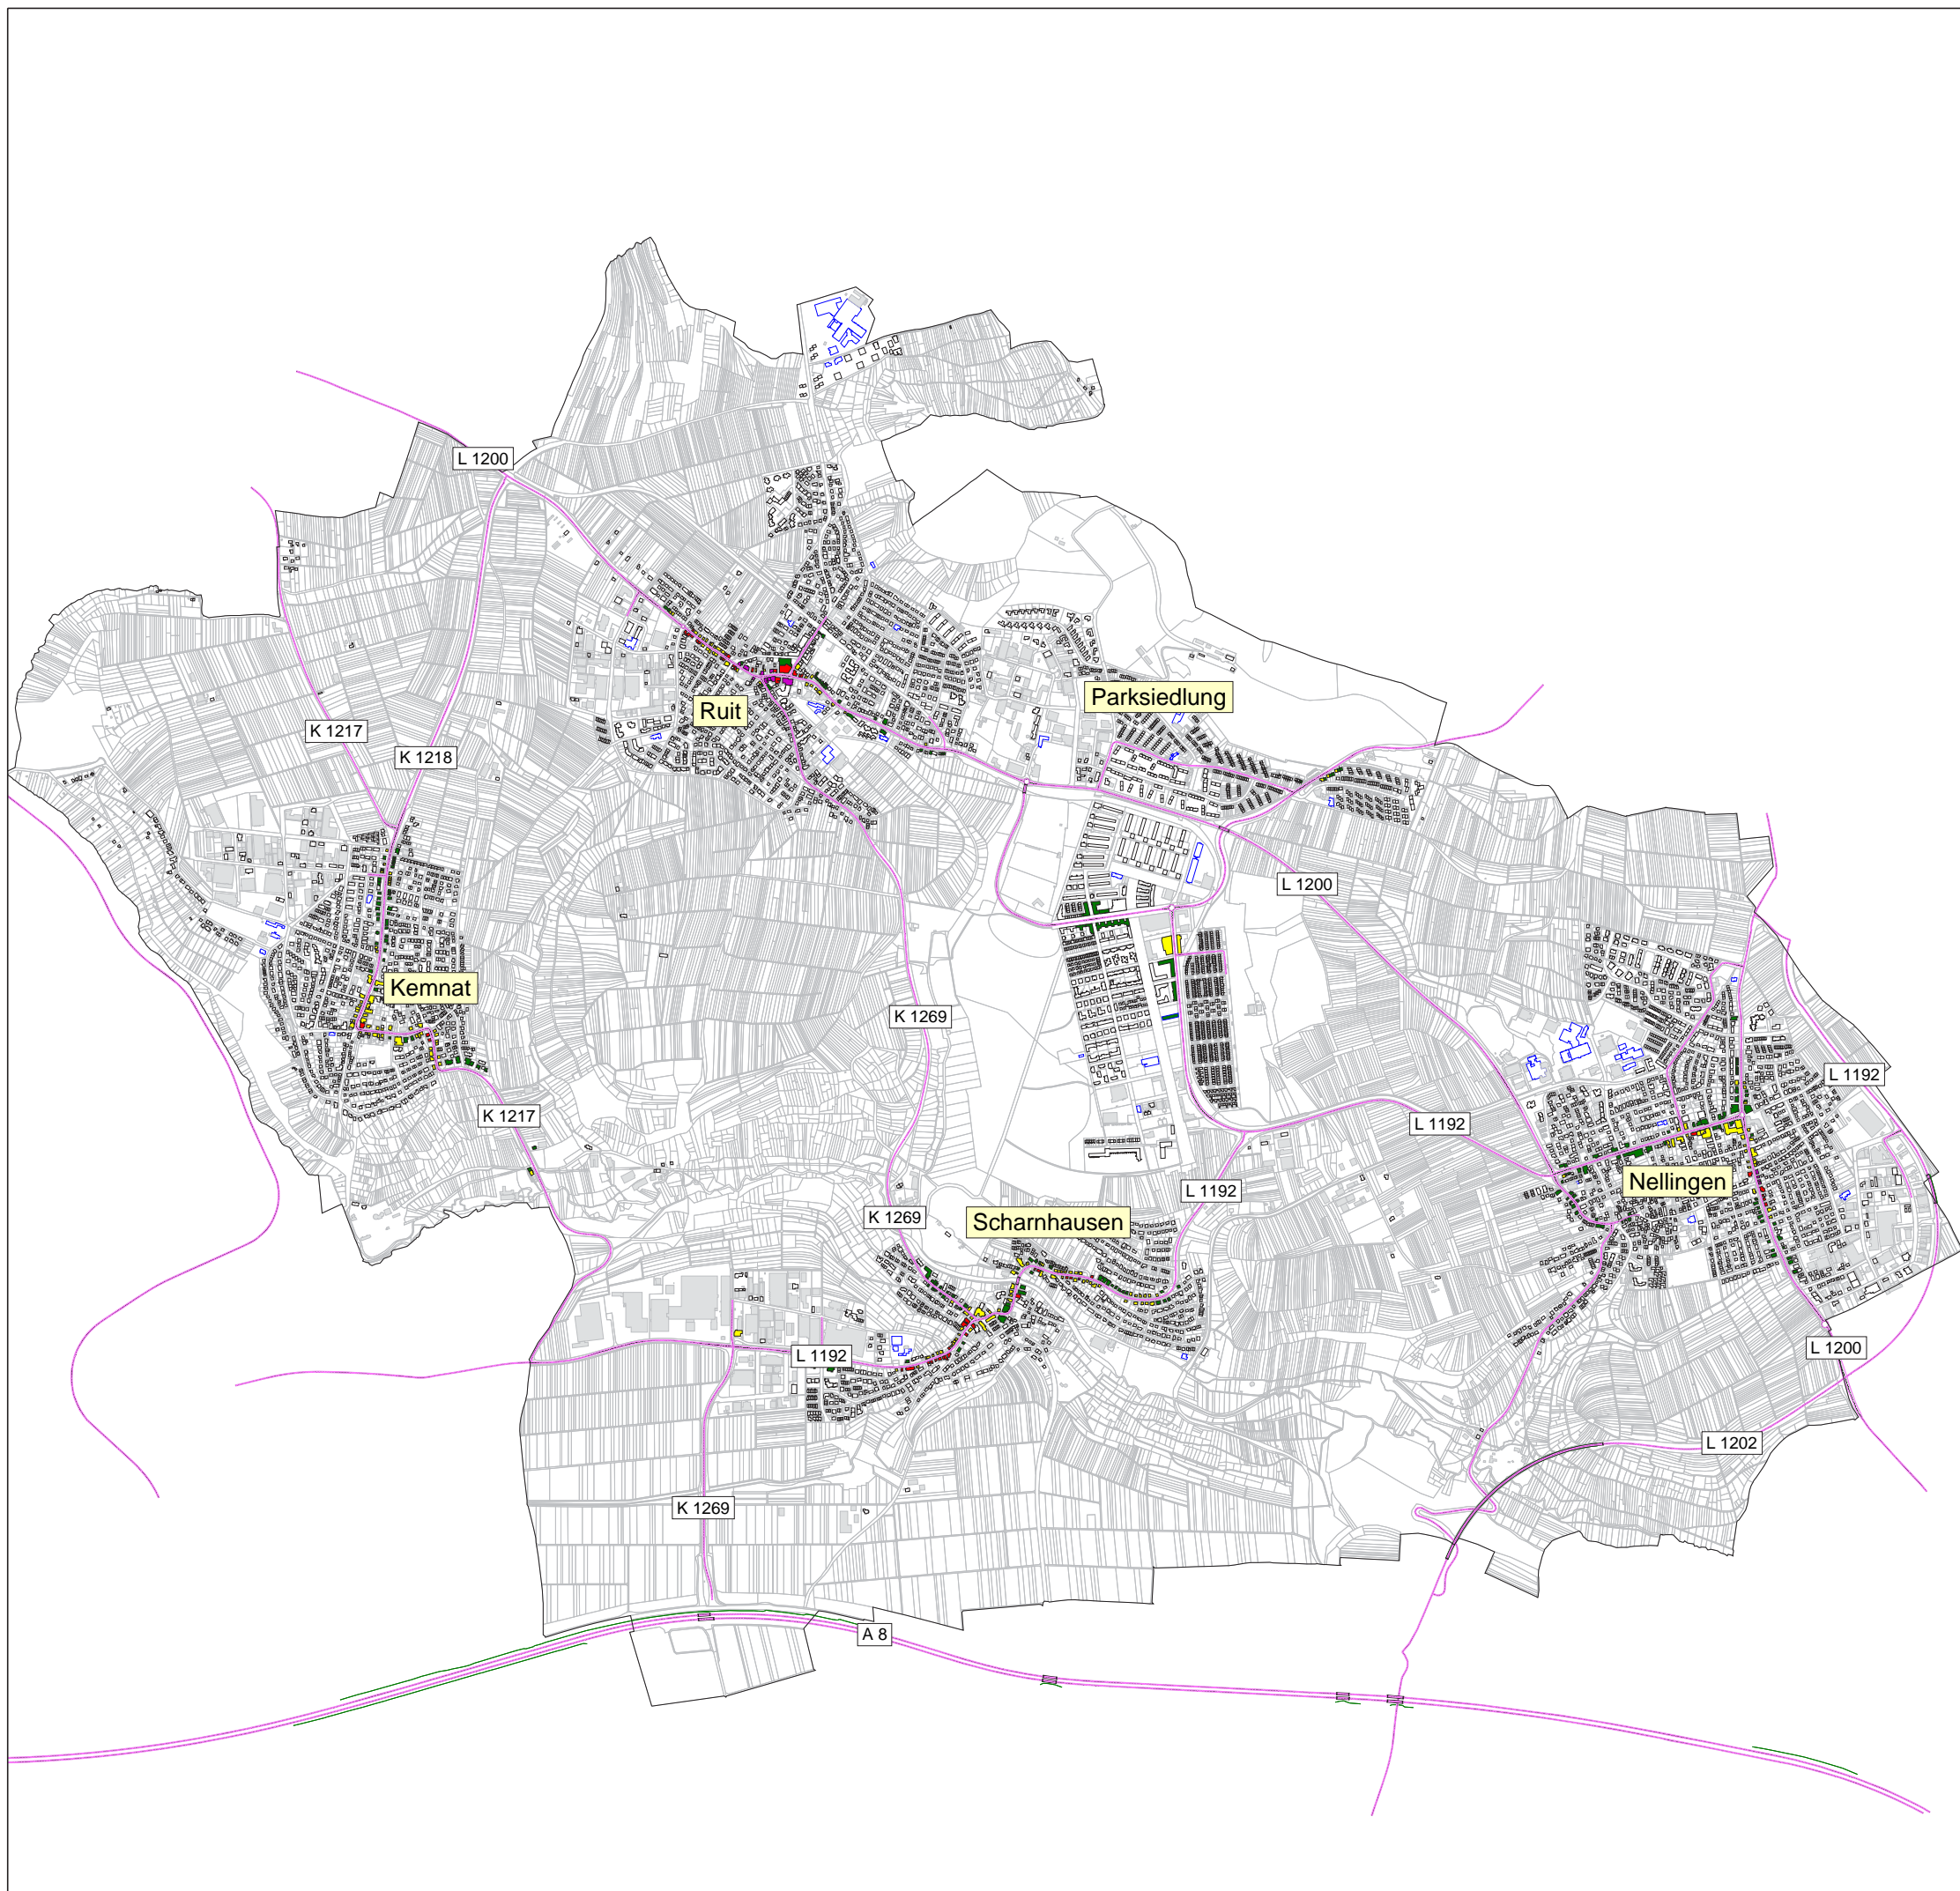 L 1200
Parksiedlung
Ruit
K 1217
K 1218
L 1200
Kemnat
K 1269
L 1192
K 1217
L 1192
Nellingen
L 1192
K 1269
Scharnhausen
L 1200
L 1192
L 1202
K 1269
A 8